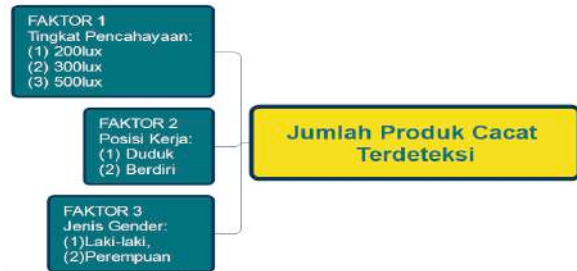 FAKTOR 1
Tingkat Pencahayaan:
(1) 200lux
(2) 300lux
(3) 500lux
FAKTOR 2
Posisi Kerja:
(1) Duduk
(2) Berdiri
FAKTOR 3
Jenis Gender:
(1)Laki-laki,
(2)Perempuan
Jumlah Produk Cacat
Terdeteksi